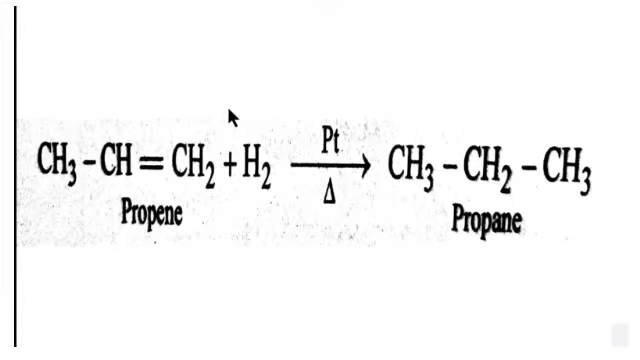 CH₃ – CH = CH₂ + H₂ —Pt/Δ→ CH₃ – CH₂ – CH₃
Propene Propane